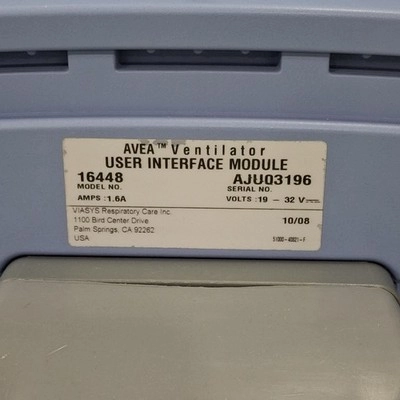 AVEA™ Ventilator
USER INTERFACE MODULE
16448 AJU03196
MODEL NO. SERIAL NO.
AMPS :1.6A VOLTS :19 - 32 V
VIASYS Respiratory Care Inc.
1100 Bird Center Drive 10/08
Palm Springs, CA 92262
USA